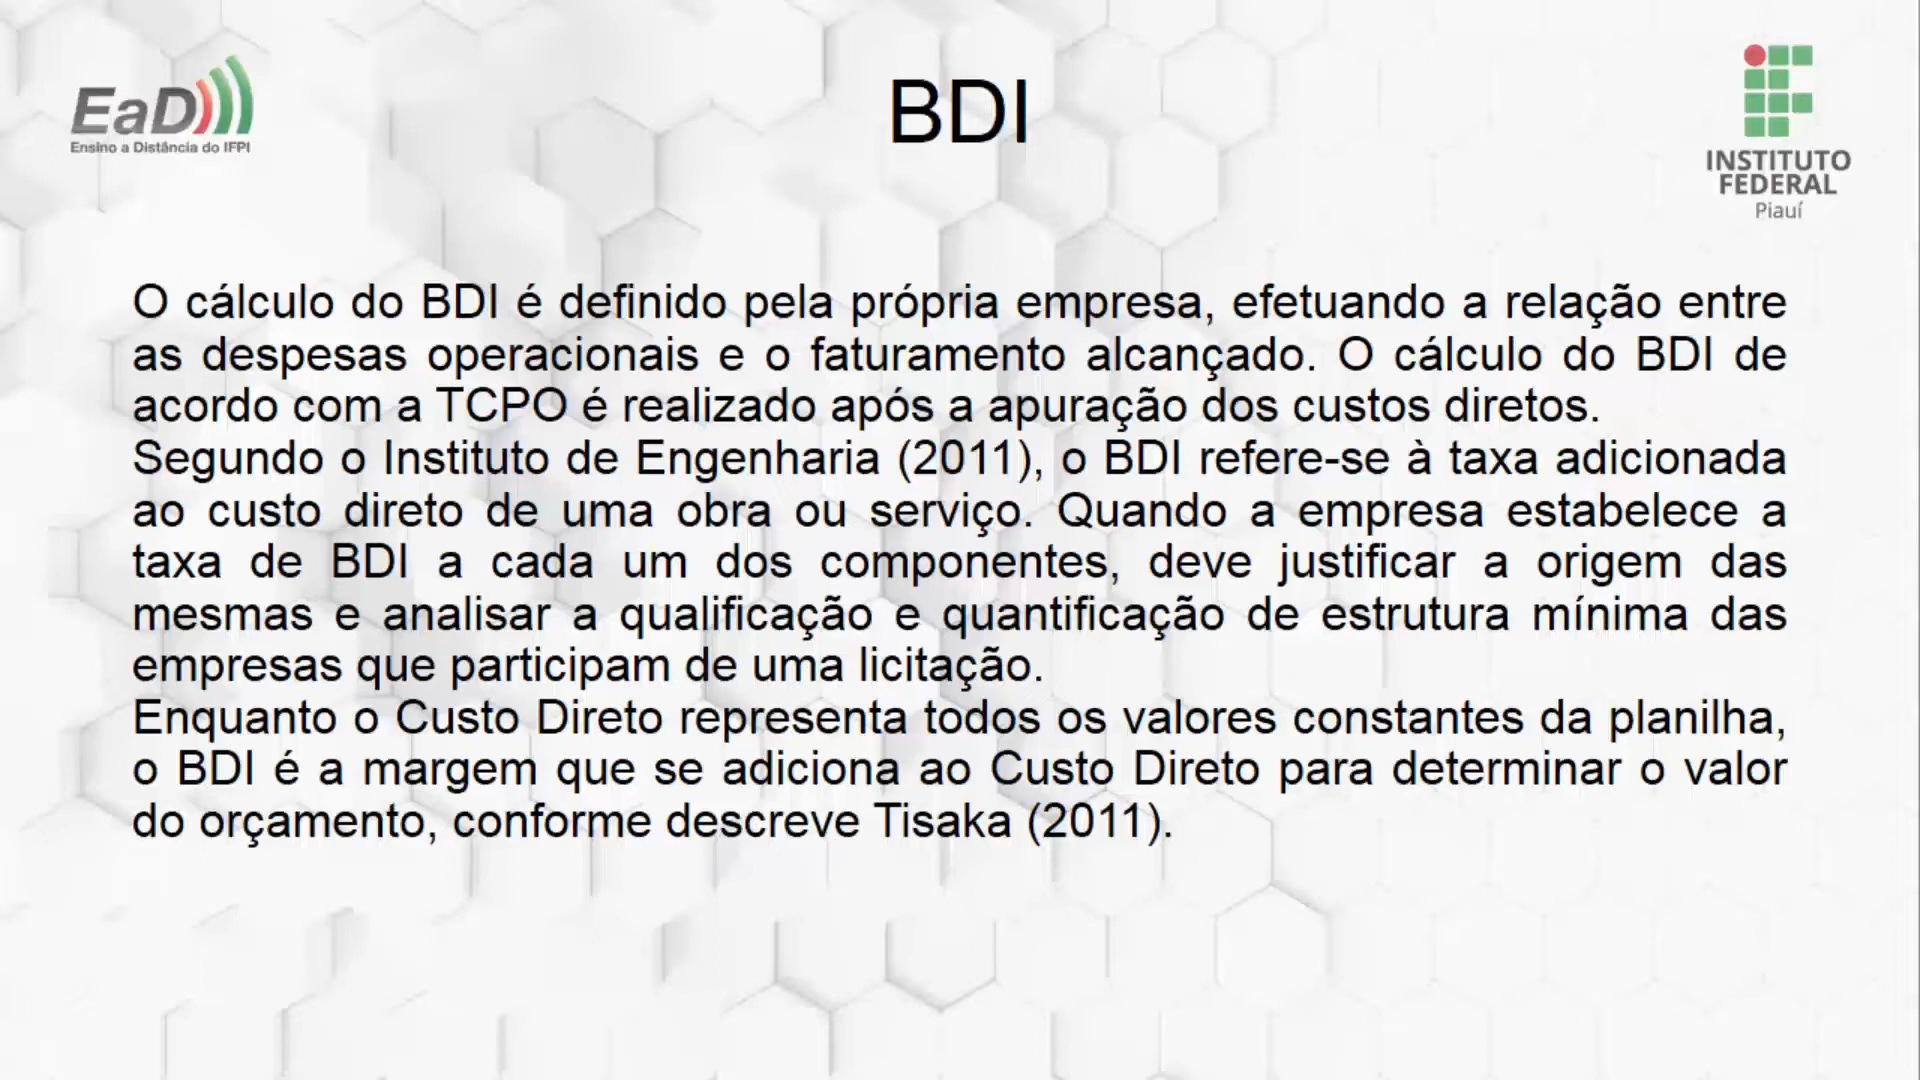 EaD
Ensino a Distância do IFPI
BDI
INSTITUTO
FEDERAL
Piauí
O cálculo do BDI é definido pela própria empresa, efetuando a relação entre
as despesas operacionais e o faturamento alcançado. O cálculo do BDI de
acordo com a TCPO é realizado após a apuração dos custos diretos.
Segundo o Instituto de Engenharia (2011), o BDI refere-se à taxa adicionada
ao custo direto de uma obra ou serviço. Quando a empresa estabelece a
taxa de BDI a cada um dos componentes, deve justificar a origem das
mesmas e analisar a qualificação e quantificação de estrutura mínima das
empresas que participam de uma licitação.
Enquanto o Custo Direto representa todos os valores constantes da planilha,
o BDI é a margem que se adiciona ao Custo Direto para determinar o valor
do orçamento, conforme descreve Tisaka (2011).